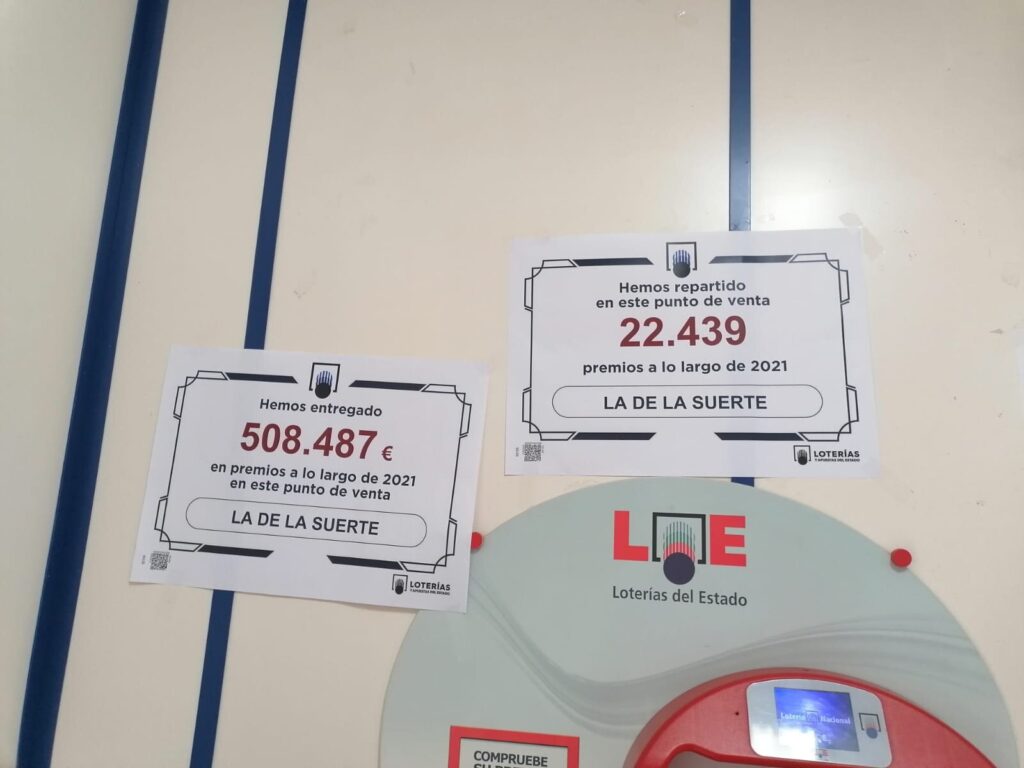 Hemos entregado
508.487 €
en premios a lo largo de 2021
en este punto de venta
LA DE LA SUERTE
LOTERÍAS
Y APUESTAS DEL ESTADO
Hemos repartido
en este punto de venta
22.439
premios a lo largo de 2021
LA DE LA SUERTE
LOTERÍAS
Y APUESTAS DEL ESTADO
L E
Loterías del Estado
Lotería Nacional
COMPRUEBE